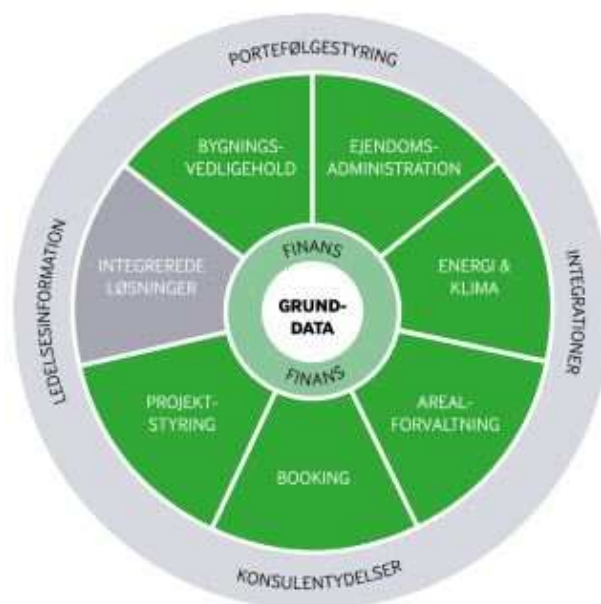 PORTEFØLGESTYRING
BYGNINGS-
VEDLIGEHOLD
EJENDOMS-
ADMINISTRATION
LEDELSESINFORMATION
INTEGREREDE
LØSNINGER
FINANS
ENERGI &
KLIMA
INTEGRATIONER
GRUND-
DATA
FINANS
PROJEKT-
STYRING
AREAL-
FORVALTNING
BOOKING
KONSULENTYDELSER